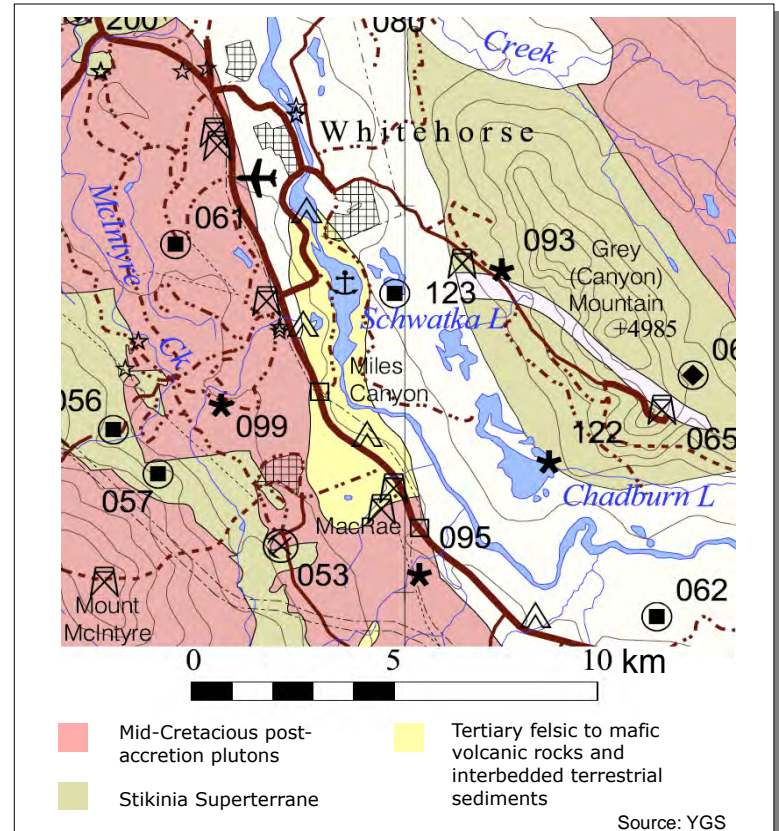 200
080
Creek
Whitehorse
McIntyre
061
093
Grey
(Canyon)
Mountain
+4985
123
Schwatka L
Miles
Canyon
Ck
056
099
122
065
057
Chadburn L
MacRae
095
053
062
Mount
McIntyre
0 5 10 km
Mid-Cretacious post-
accretion plutons
Stikinia Superterrane
Tertiary felsic to mafic
volcanic rocks and
interbedded terrestrial
sediments
Source: YGS